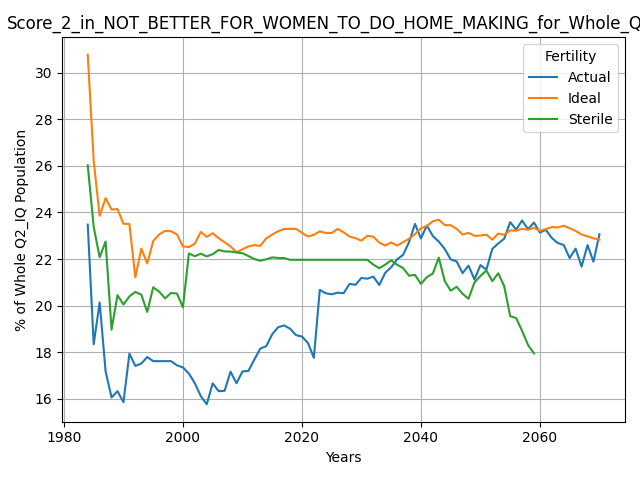 Score_2_in_NOT_BETTER_FOR_WOMEN_TO_DO_HOME_MAKING_for_Whole_Q
Fertility
Actual
Ideal
Sterile
% of Whole Q2_IQ Population
30
28
26
24
22
20
18
16
1980 2000 2020 2040 2060
Years